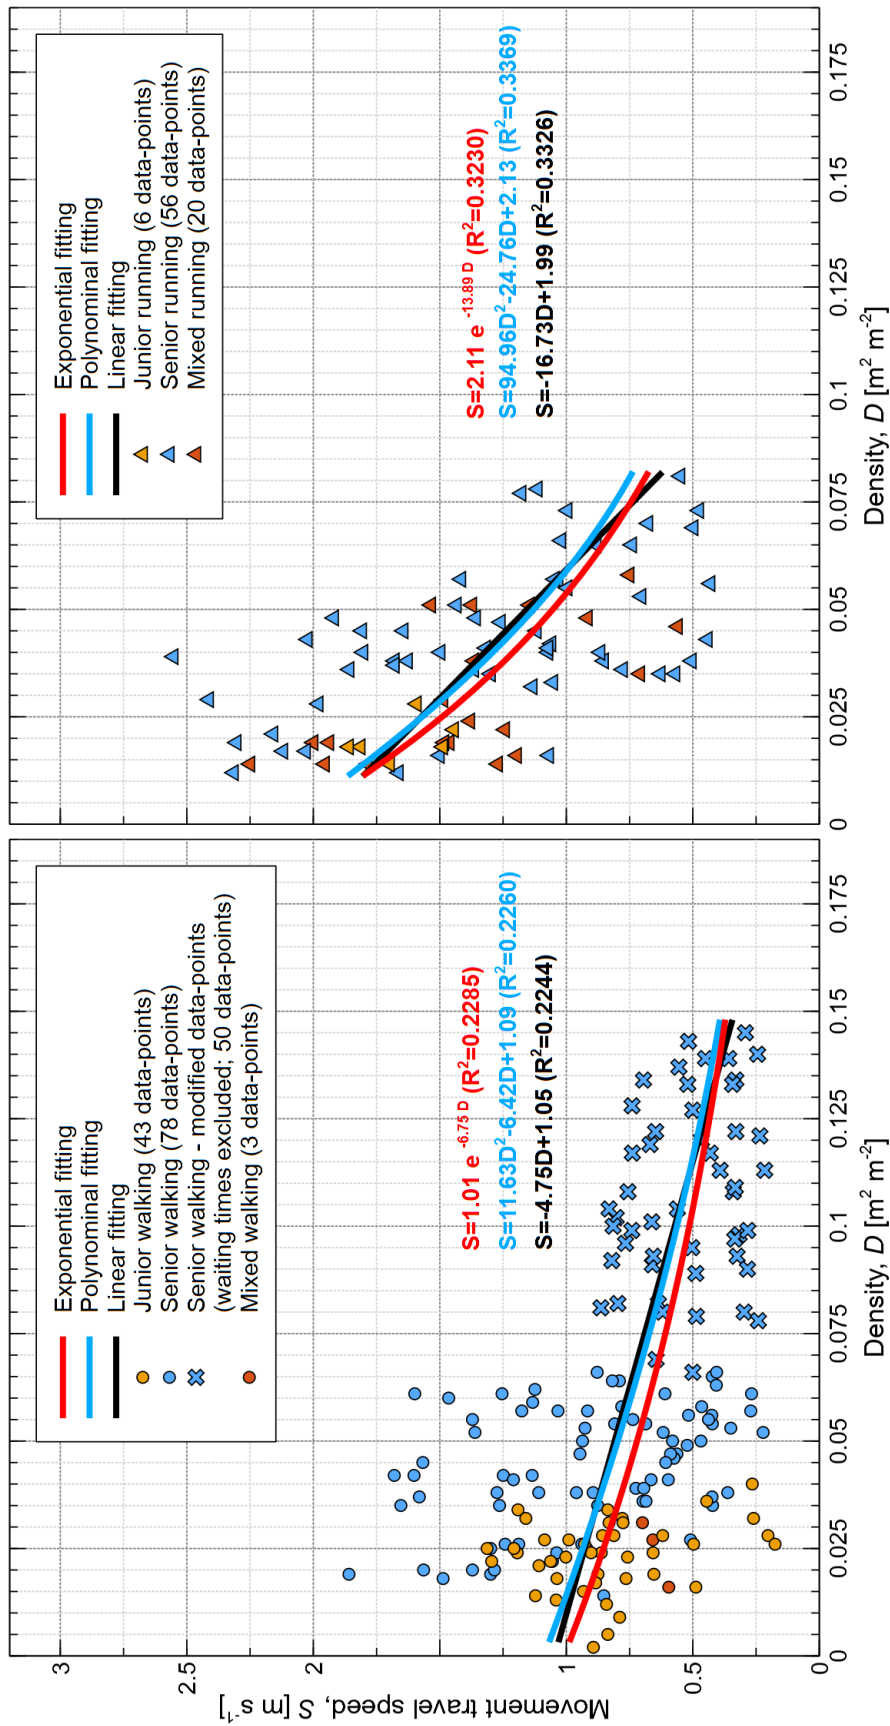 Movement travel speed, S [m s⁻¹]
3
2.5
2
1
0.5
0
Exponential fitting
Polynominal fitting
Linear fitting
Junior walking (43 data-points)
Senior walking (78 data-points)
Senior walking - modified data-points
(waiting times excluded; 50 data-points)
Mixed walking (3 data-points)
S=1.01 e ⁻⁶·⁷⁵ ᴰ (R²=0.2285)
S=11.63D²-6.42D+1.09 (R²=0.2260)
S=-4.75D+1.05 (R²=0.2244)
0 0.025 0.05 0.075 0.1 0.125 0.15 0.175
Density, D [m² m⁻²]
Exponential fitting
Polynominal fitting
Linear fitting
Junior running (6 data-points)
Senior running (56 data-points)
Mixed running (20 data-points)
S=2.11 e ⁻¹³·⁸⁹ ᴰ (R²=0.3230)
S=94.96D²-24.76D+2.13 (R²=0.3369)
S=-16.73D+1.99 (R²=0.3326)
0 0.025 0.05 0.075 0.1 0.125 0.15 0.175
Density, D [m² m⁻²]